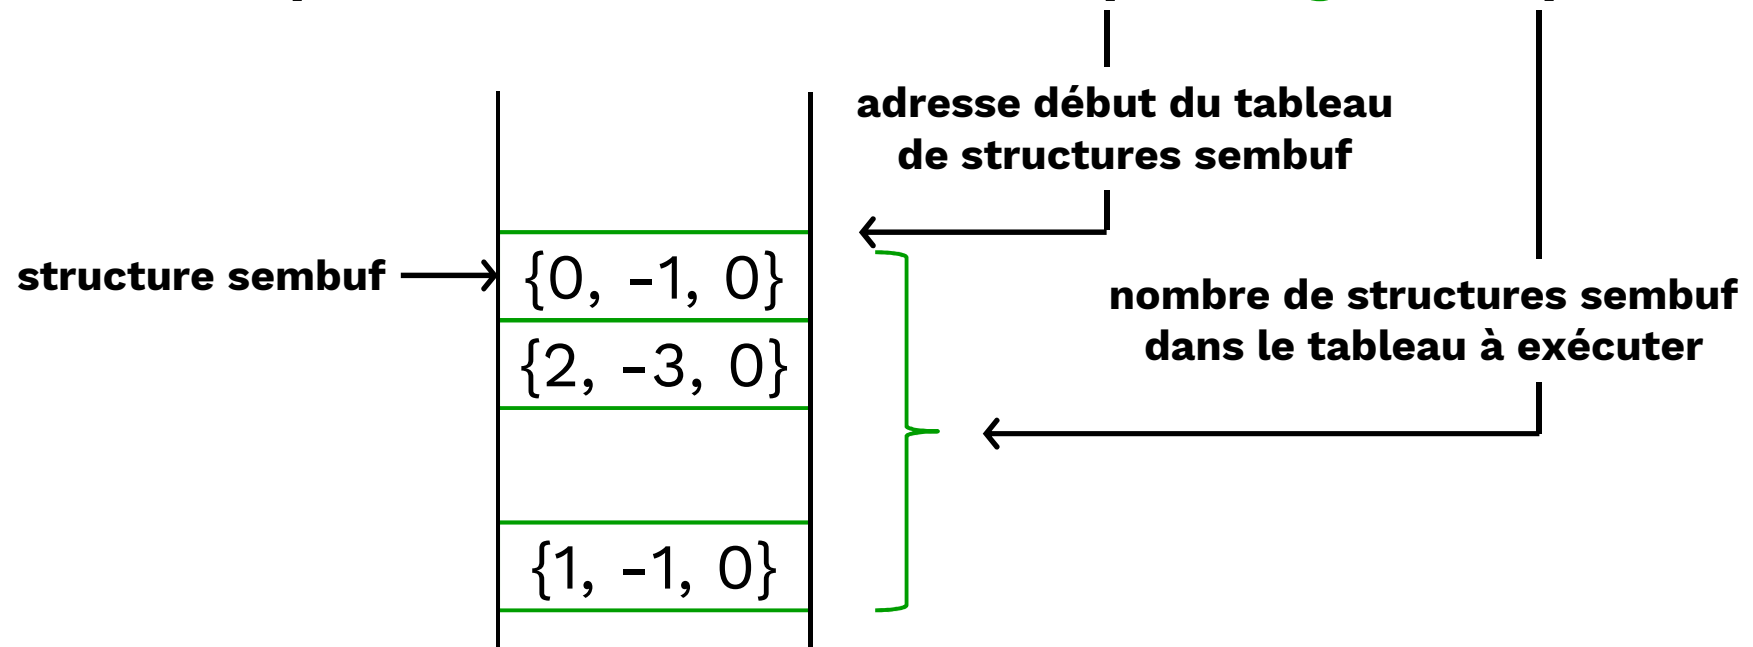 adresse début du tableau
de structures sembuf
structure sembuf
{0, -1, 0}
nombre de structures sembuf
dans le tableau à exécuter
{2, -3, 0}
{1, -1, 0}